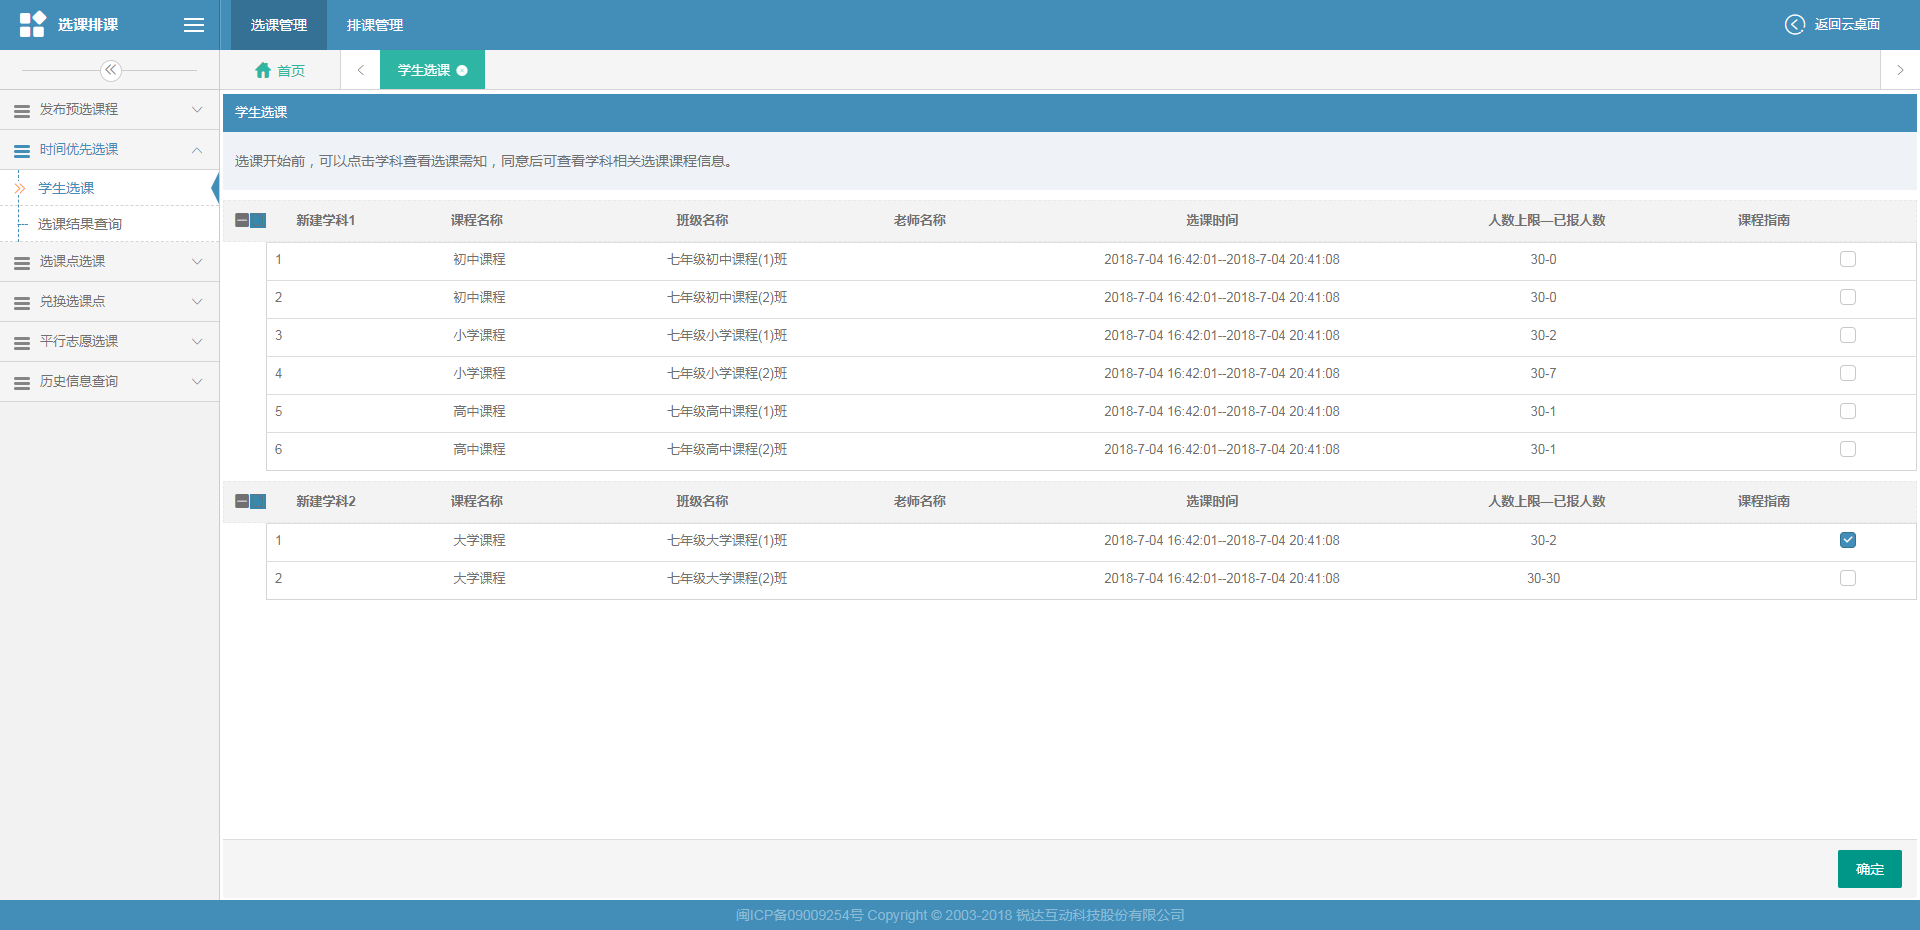 选课排课 选课管理 排课管理 返回云桌面
首页 学生选课
发布预选课程
时间优先选课
学生选课
选课结果查询
选课点选课
兑换选课点
平行志愿选课
历史信息查询
学生选课
选课开始前，可以点击学科查看选课需知，同意后可查看学科相关选课课程信息。
新建学科1 课程名称 班级名称 老师名称 选课时间 人数上限—已报人数 课程指南
1 初中课程 七年级初中课程(1)班 2018-7-04 16:42:01--2018-7-04 20:41:08 30-0
2 初中课程 七年级初中课程(2)班 2018-7-04 16:42:01--2018-7-04 20:41:08 30-0
3 小学课程 七年级小学课程(1)班 2018-7-04 16:42:01--2018-7-04 20:41:08 30-2
4 小学课程 七年级小学课程(2)班 2018-7-04 16:42:01--2018-7-04 20:41:08 30-7
5 高中课程 七年级高中课程(1)班 2018-7-04 16:42:01--2018-7-04 20:41:08 30-1
6 高中课程 七年级高中课程(2)班 2018-7-04 16:42:01--2018-7-04 20:41:08 30-1
新建学科2 课程名称 班级名称 老师名称 选课时间 人数上限—已报人数 课程指南
1 大学课程 七年级大学课程(1)班 2018-7-04 16:42:01--2018-7-04 20:41:08 30-2
2 大学课程 七年级大学课程(2)班 2018-7-04 16:42:01--2018-7-04 20:41:08 30-30
确定
闽ICP备09009254号 Copyright © 2003-2018 锐达互动科技股份有限公司